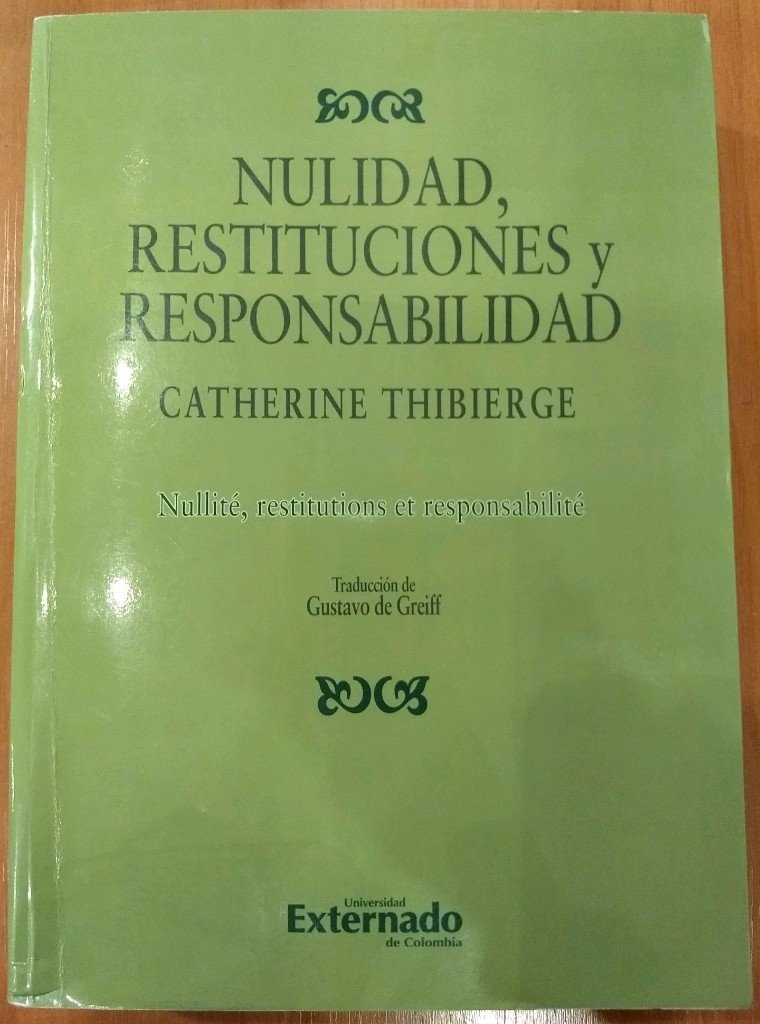 NULIDAD,
RESTITUCIONES y
RESPONSABILIDAD
CATHERINE THIBIERGE
Nullité, restitutions et responsabilité
Traducción de
Gustavo de Greiff
Universidad
Externado
de Colombia